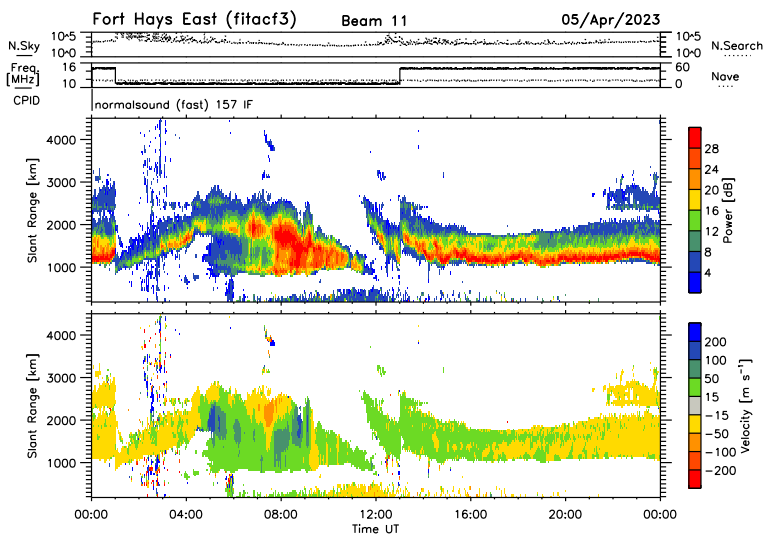 Fort Hays East (fitacf3) Beam 11 05/Apr/2023
N.Sky 10^5 10^0 10^5 10^0 N.Search
Freq. [MHz] 16 10 60 0 Nave
CPID normalsound (fast) 157 IF
Slant Range [km]
4000
3000
2000
1000
28
24
20
16
12
8
4
Power [dB]
Slant Range [km]
4000
3000
2000
1000
200
100
50
15
−15
−50
−100
−200
Velocity [m s⁻¹]
00:00 04:00 08:00 12:00 16:00 20:00 00:00
Time UT